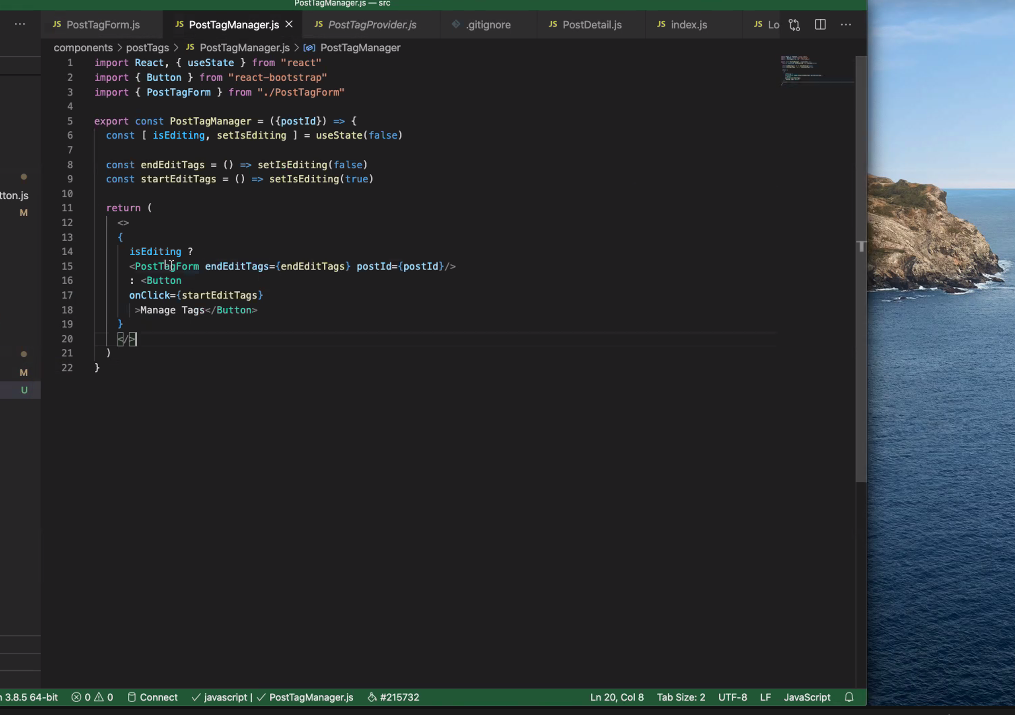 PostTagManager.js — src
··· JS PostTagForm.js JS PostTagManager.js × JS PostTagProvider.js .gitignore JS PostDetail.js JS index.js JS Lo ···
components > postTags > JS PostTagManager.js > PostTagManager
1 import React, { useState } from "react"
2 import { Button } from "react-bootstrap"
3 import { PostTagForm } from "./PostTagForm"
4
5 export const PostTagManager = ({postId}) => {
6 const [ isEditing, setIsEditing ] = useState(false)
7
8 const endEditTags = () => setIsEditing(false)
9 const startEditTags = () => setIsEditing(true)
10
11 return (
12 <>
13 {
14 isEditing ?
15 <PostTagForm endEditTags={endEditTags} postId={postId}/>
16 : <Button
17 onClick={startEditTags}
18 >Manage Tags</Button>
19 }
20 </>
21 )
22 }
tton.js
M
M
U
n 3.8.5 64-bit 0 0 Connect javascript | PostTagManager.js #215732 Ln 20, Col 8 Tab Size: 2 UTF-8 LF JavaScript